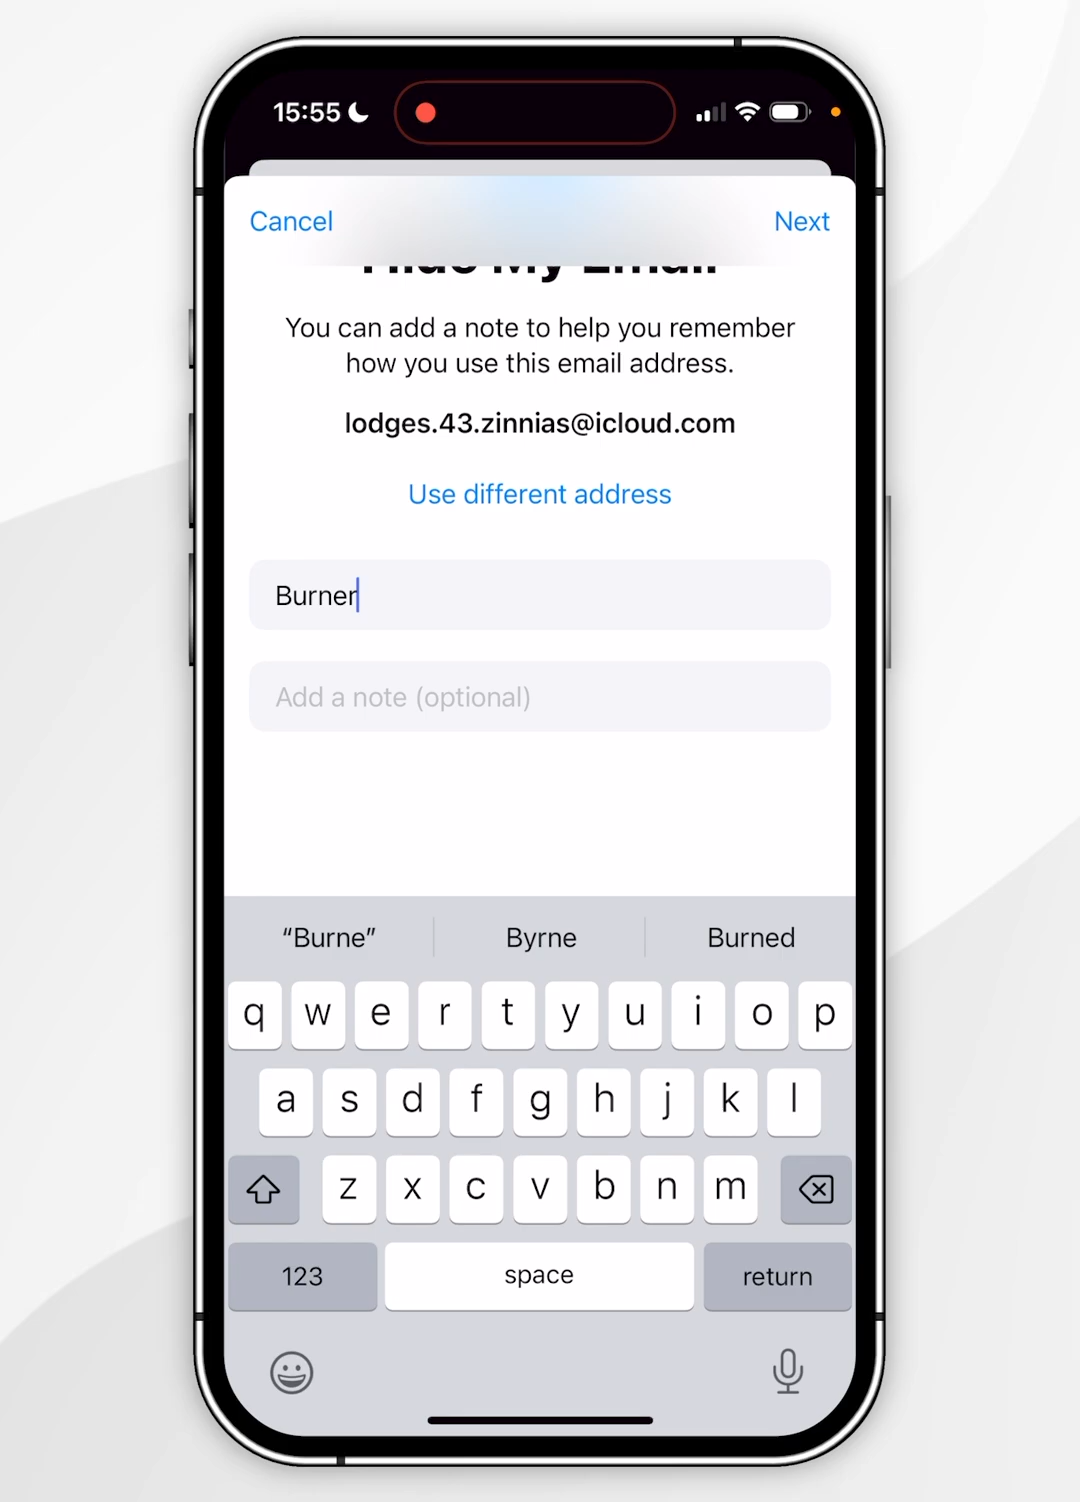 15:55
Cancel
Next
Hide My Email
You can add a note to help you remember
how you use this email address.
lodges.43.zinnias@icloud.com
Use different address
Burner
Add a note (optional)
“Burne”
Byrne
Burned
q w e r t y u i o p
a s d f g h j k l
z x c v b n m
123
space
return